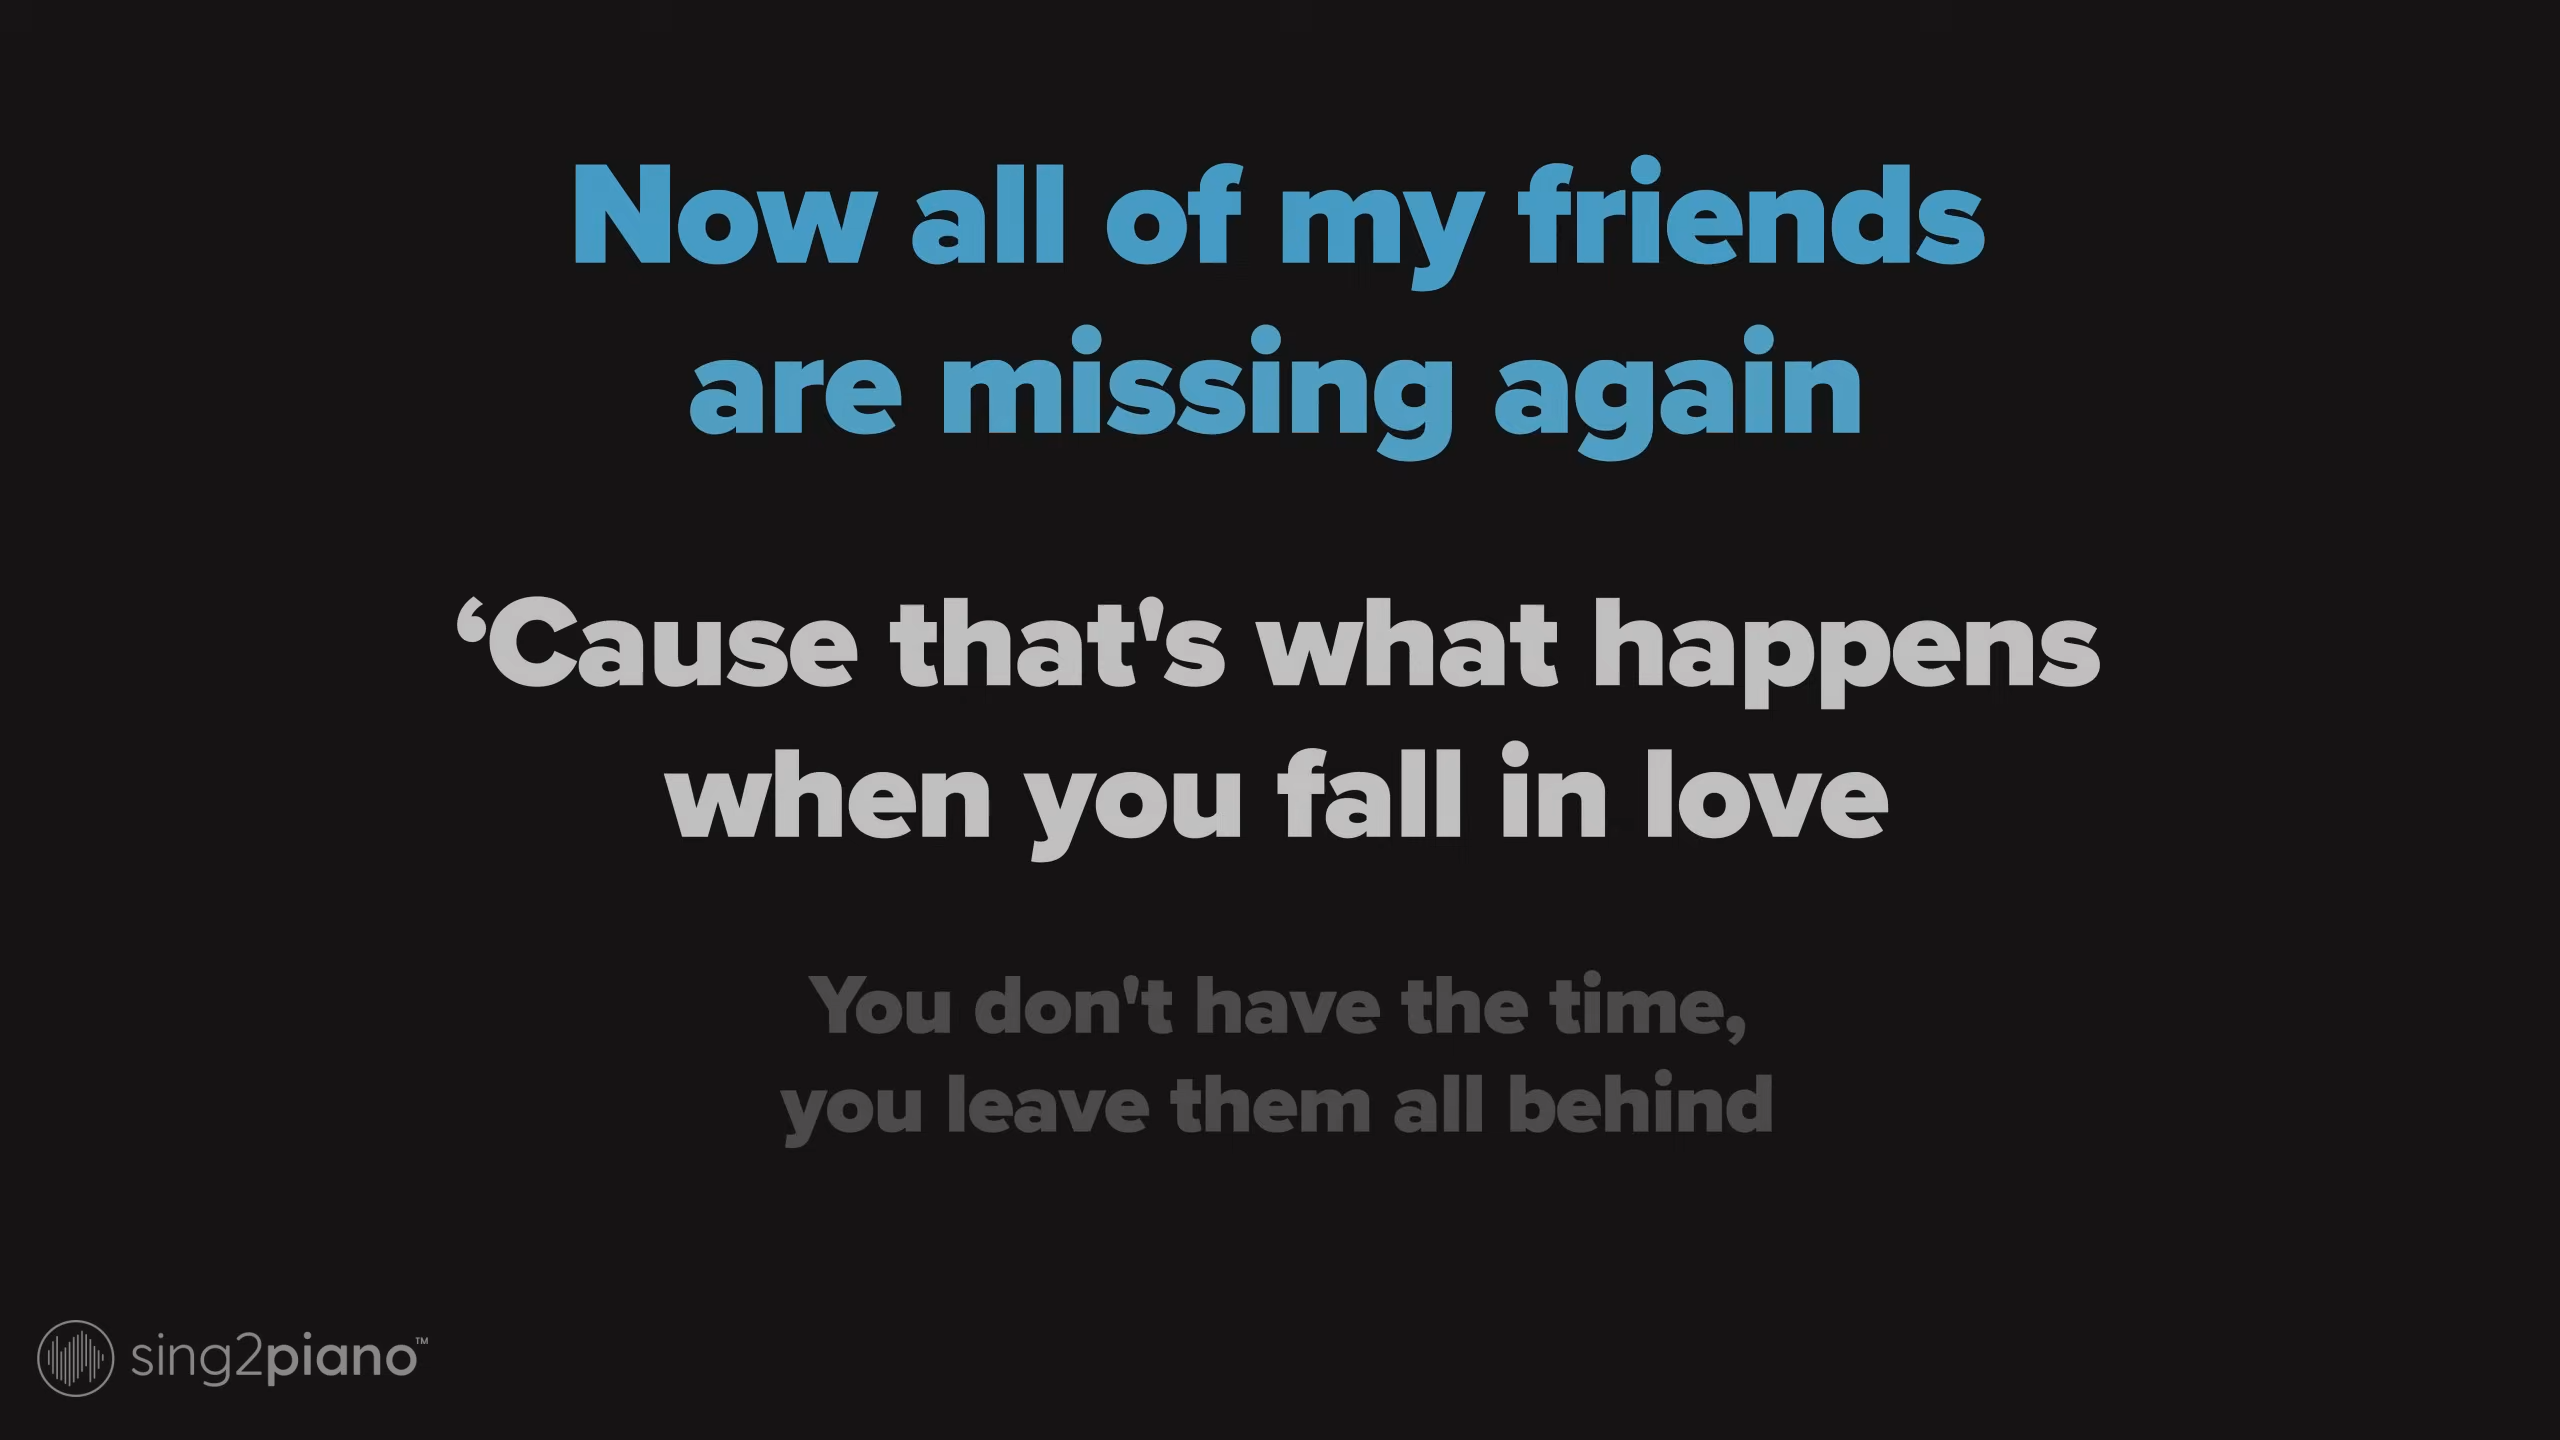 Now all of my friends
are missing again
‘Cause that's what happens
when you fall in love
You don't have the time,
you leave them all behind
sing2piano™